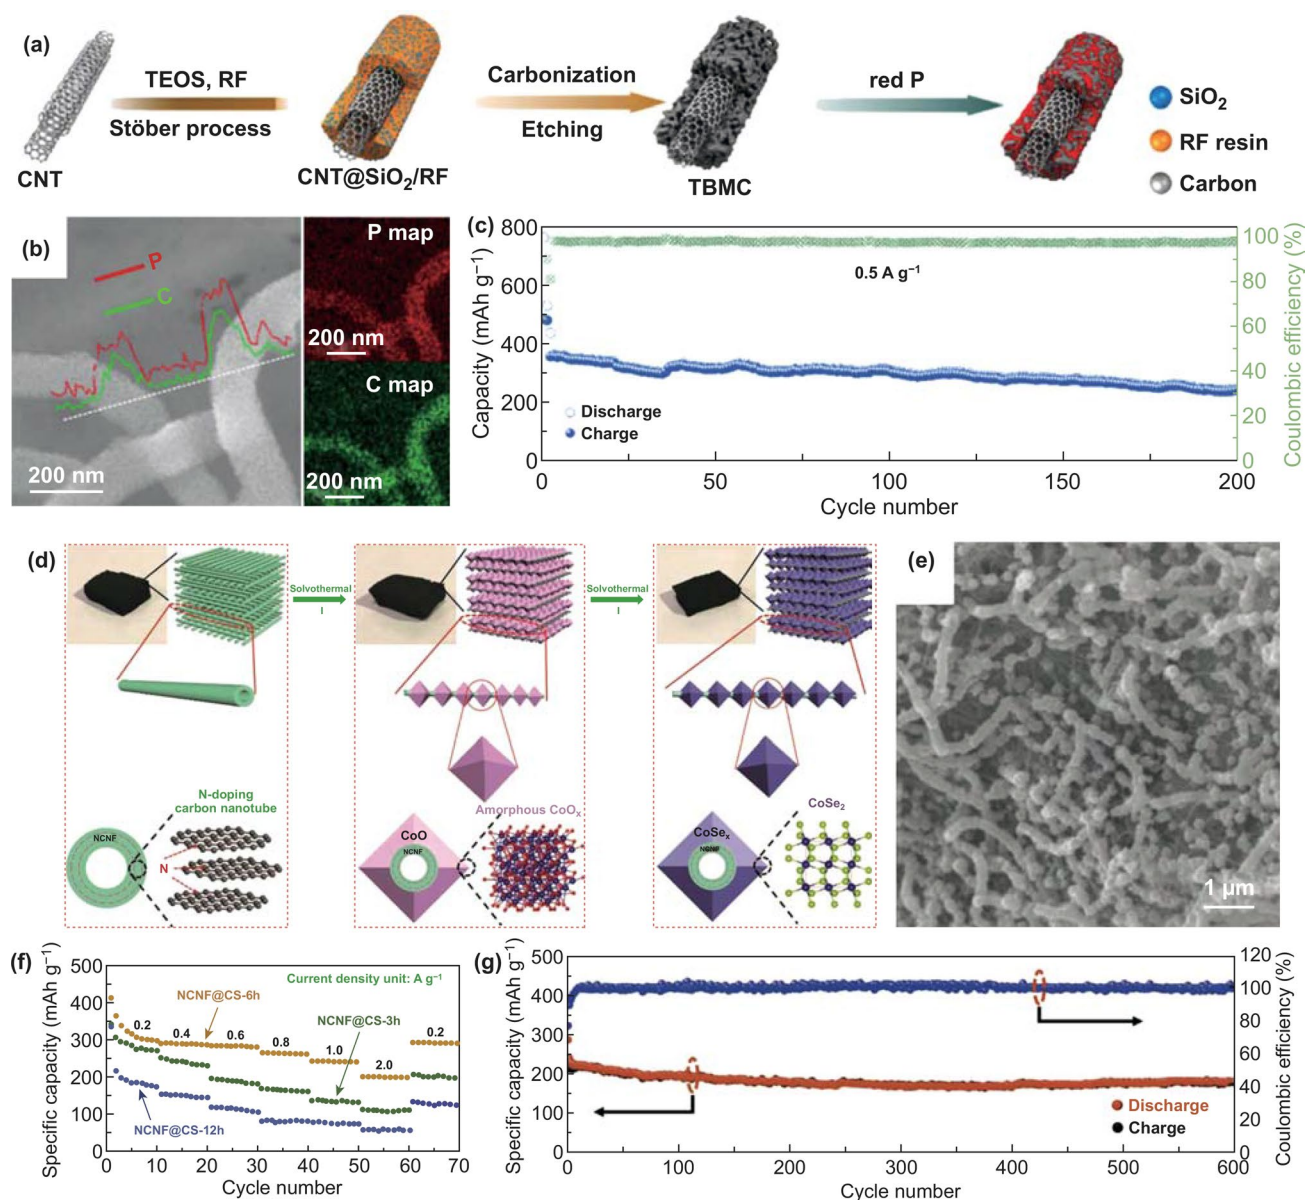 (a)
TEOS, RF
Stöber process
CNT
CNT@SiO₂/RF
Carbonization
Etching
TBMC
red P
SiO₂
RF resin
Carbon
(b)
P
C
200 nm
P map
200 nm
C map
200 nm
(c)
800
600
400
200
0
Capacity (mAh g⁻¹)
0.5 A g⁻¹
Discharge
Charge
100
80
60
40
20
0
Coulombic efficiency (%)
0 50 100 150 200
Cycle number
(d)
Solvothermal
I
Solvothermal
I
N-doping
carbon nanotube
NCNF
N
Amorphous CoOₓ
CoO
NCNF
CoSe₂
CoSeₓ
NCNF
(e)
1 µm
(f)
500
400
300
200
100
0
Specific capacity (mAh g⁻¹)
Current density unit: A g⁻¹
NCNF@CS-6h
NCNF@CS-3h
NCNF@CS-12h
0.2 0.4 0.6 0.8 1.0 2.0 0.2
0 10 20 30 40 50 60 70
Cycle number
(g)
500
400
300
200
100
0
Specific capacity (mAh g⁻¹)
Discharge
Charge
120
100
80
60
40
20
0
Coulombic efficiency (%)
0 100 200 300 400 500 600
Cycle number